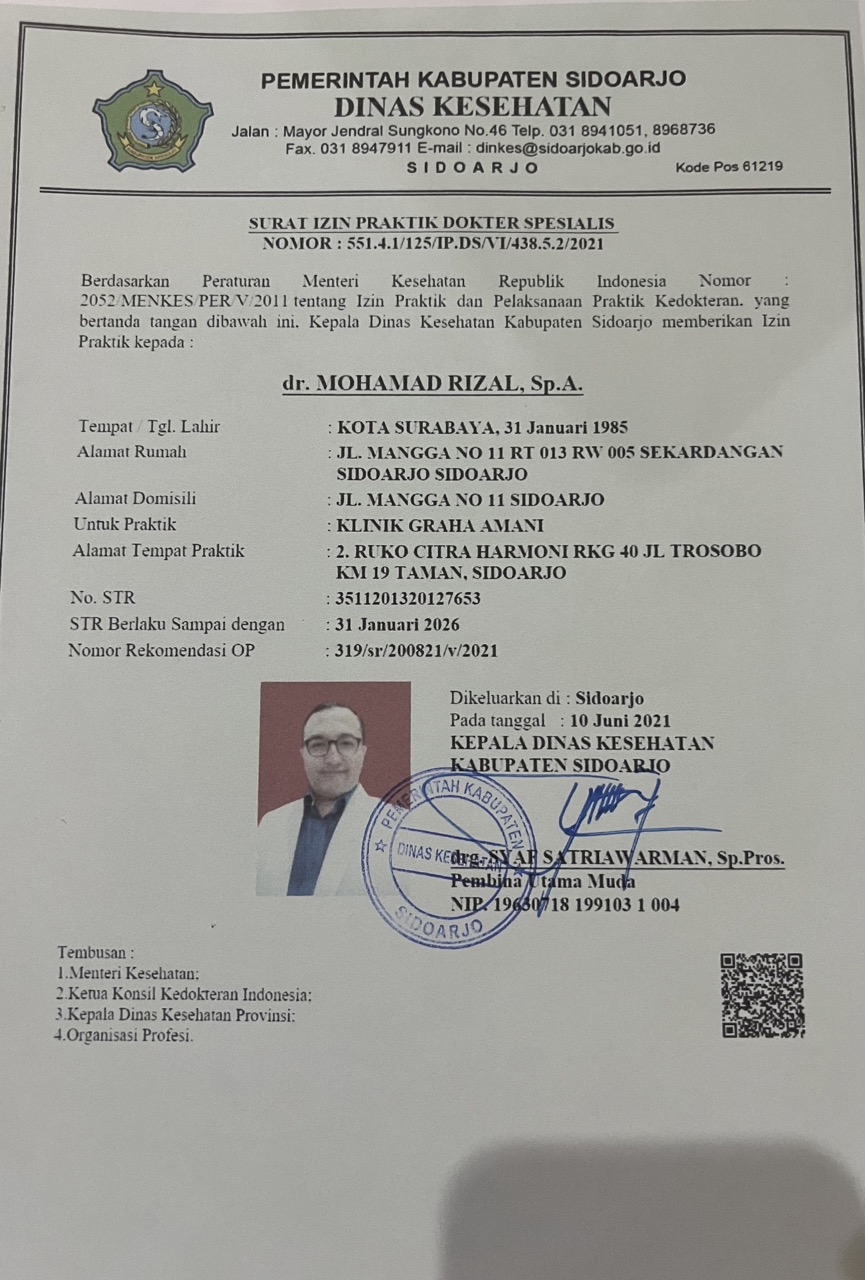 PEMERINTAH KABUPATEN SIDOARJO
DINAS KESEHATAN
Jalan : Mayor Jendral Sungkono No.46 Telp. 031 8941051, 8968736
Fax. 031 8947911 E-mail : dinkes@sidoarjokab.go.id
SIDOARJO
Kode Pos 61219
SURAT IZIN PRAKTIK DOKTER SPESIALIS
NOMOR : 551.4.1/125/IP.DS/VI/438.5.2/2021
Berdasarkan Peraturan Menteri Kesehatan Republik Indonesia Nomor :
2052/MENKES/PER/V/2011 tentang Izin Praktik dan Pelaksanaan Praktik Kedokteran. yang
bertanda tangan dibawah ini, Kepala Dinas Kesehatan Kabupaten Sidoarjo memberikan Izin
Praktik kepada :
dr. MOHAMAD RIZAL, Sp.A.
Tempat / Tgl. Lahir : KOTA SURABAYA, 31 Januari 1985
Alamat Rumah : JL. MANGGA NO 11 RT 013 RW 005 SEKARDANGAN
SIDOARJO SIDOARJO
Alamat Domisili : JL. MANGGA NO 11 SIDOARJO
Untuk Praktik : KLINIK GRAHA AMANI
Alamat Tempat Praktik : 2. RUKO CITRA HARMONI RKG 40 JL TROSOBO
KM 19 TAMAN, SIDOARJO
No. STR : 3511201320127653
STR Berlaku Sampai dengan : 31 Januari 2026
Nomor Rekomendasi OP : 319/sr/200821/v/2021
Dikeluarkan di : Sidoarjo
Pada tanggal : 10 Juni 2021
KEPALA DINAS KESEHATAN
KABUPATEN SIDOARJO
PEMERINTAH KABUPATEN
DINAS KESEHATAN
SIDOARJO
drg. SYAF SATRIAWARMAN, Sp.Pros.
Pembina Utama Muda
NIP. 19630718 199103 1 004
Tembusan :
1.Menteri Kesehatan;
2.Ketua Konsil Kedokteran Indonesia;
3.Kepala Dinas Kesehatan Provinsi;
4.Organisasi Profesi.